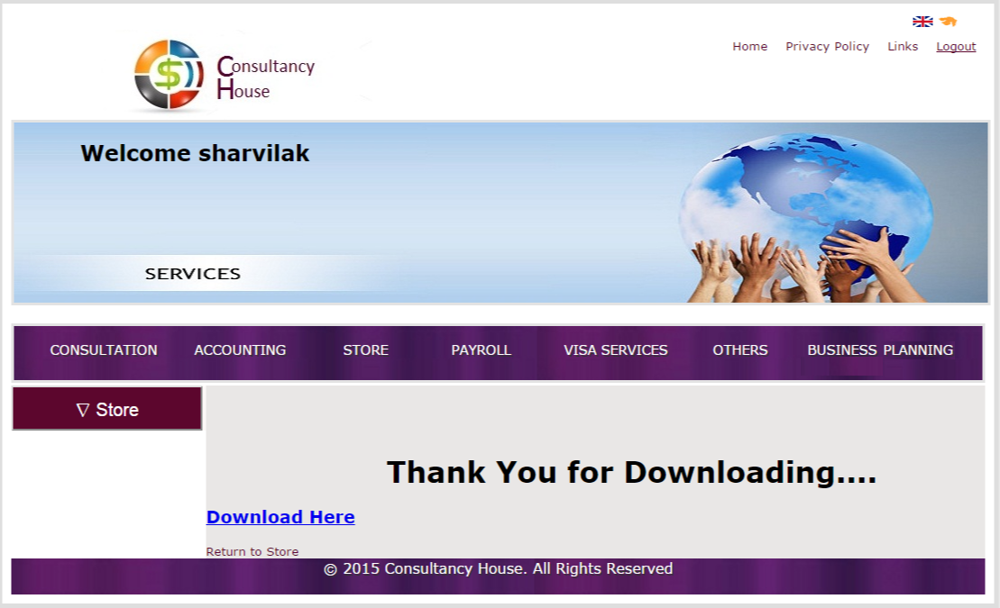 Home Privacy Policy Links Logout
Consultancy
House
Welcome sharvilak
SERVICES
CONSULTATION ACCOUNTING STORE PAYROLL VISA SERVICES OTHERS BUSINESS PLANNING
▽ Store
Thank You for Downloading....
Download Here
Return to Store
© 2015 Consultancy House. All Rights Reserved